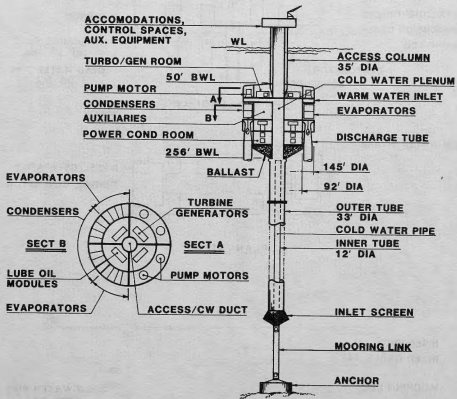 ACCOMODATIONS,
CONTROL SPACES,
AUX. EQUIPMENT
WL
TURBO/GEN ROOM
50' BWL
PUMP MOTOR
A
CONDENSERS
B
AUXILIARIES
POWER COND ROOM
256' BWL
BALLAST
ACCESS COLUMN
35' DIA
COLD WATER PLENUM
WARM WATER INLET
EVAPORATORS
DISCHARGE TUBE
145' DIA
92' DIA
OUTER TUBE
33' DIA
COLD WATER PIPE
INNER TUBE
12' DIA
INLET SCREEN
MOORING LINK
ANCHOR
EVAPORATORS
CONDENSERS
SECT B
LUBE OIL
MODULES
EVAPORATORS
TURBINE
GENERATORS
SECT A
PUMP MOTORS
ACCESS/CW DUCT